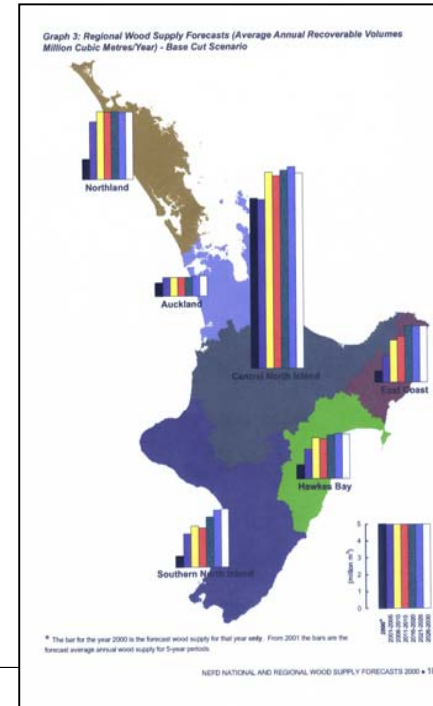 Graph 3: Regional Wood Supply Forecasts (Average Annual Recoverable Volumes
Million Cubic Metres/Year) - Base Cut Scenario
Northland
Auckland
Central North Island
East Coast
Hawkes Bay
Southern North Island
5
4
3
2
1
0
(million m³)
2000*
2001-2005
2006-2010
2011-2015
2016-2020
2021-2025
2026-2030
* The bar for the year 2000 is the forecast wood supply for that year only. From 2001 the bars are the
forecast average annual wood supply for 5-year periods.
NEFD NATIONAL AND REGIONAL WOOD SUPPLY FORECASTS 2000 •